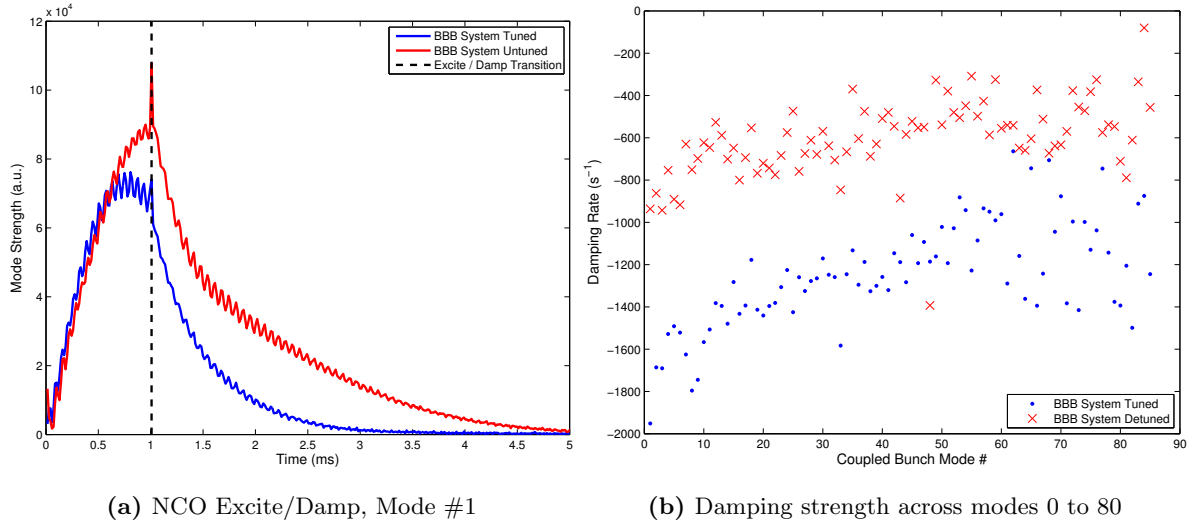 x 10⁴
12
10
8
6
4
2
0
Mode Strength (a.u.)
0 0.5 1 1.5 2 2.5 3 3.5 4 4.5 5
Time (ms)
BBB System Tuned
BBB System Untuned
Excite / Damp Transition
(a) NCO Excite/Damp, Mode #1
0
−200
−400
−600
−800
−1000
−1200
−1400
−1600
−1800
−2000
Damping Rate (s⁻¹)
0 10 20 30 40 50 60 70 80 90
Coupled Bunch Mode #
BBB System Tuned
BBB System Detuned
(b) Damping strength across modes 0 to 80